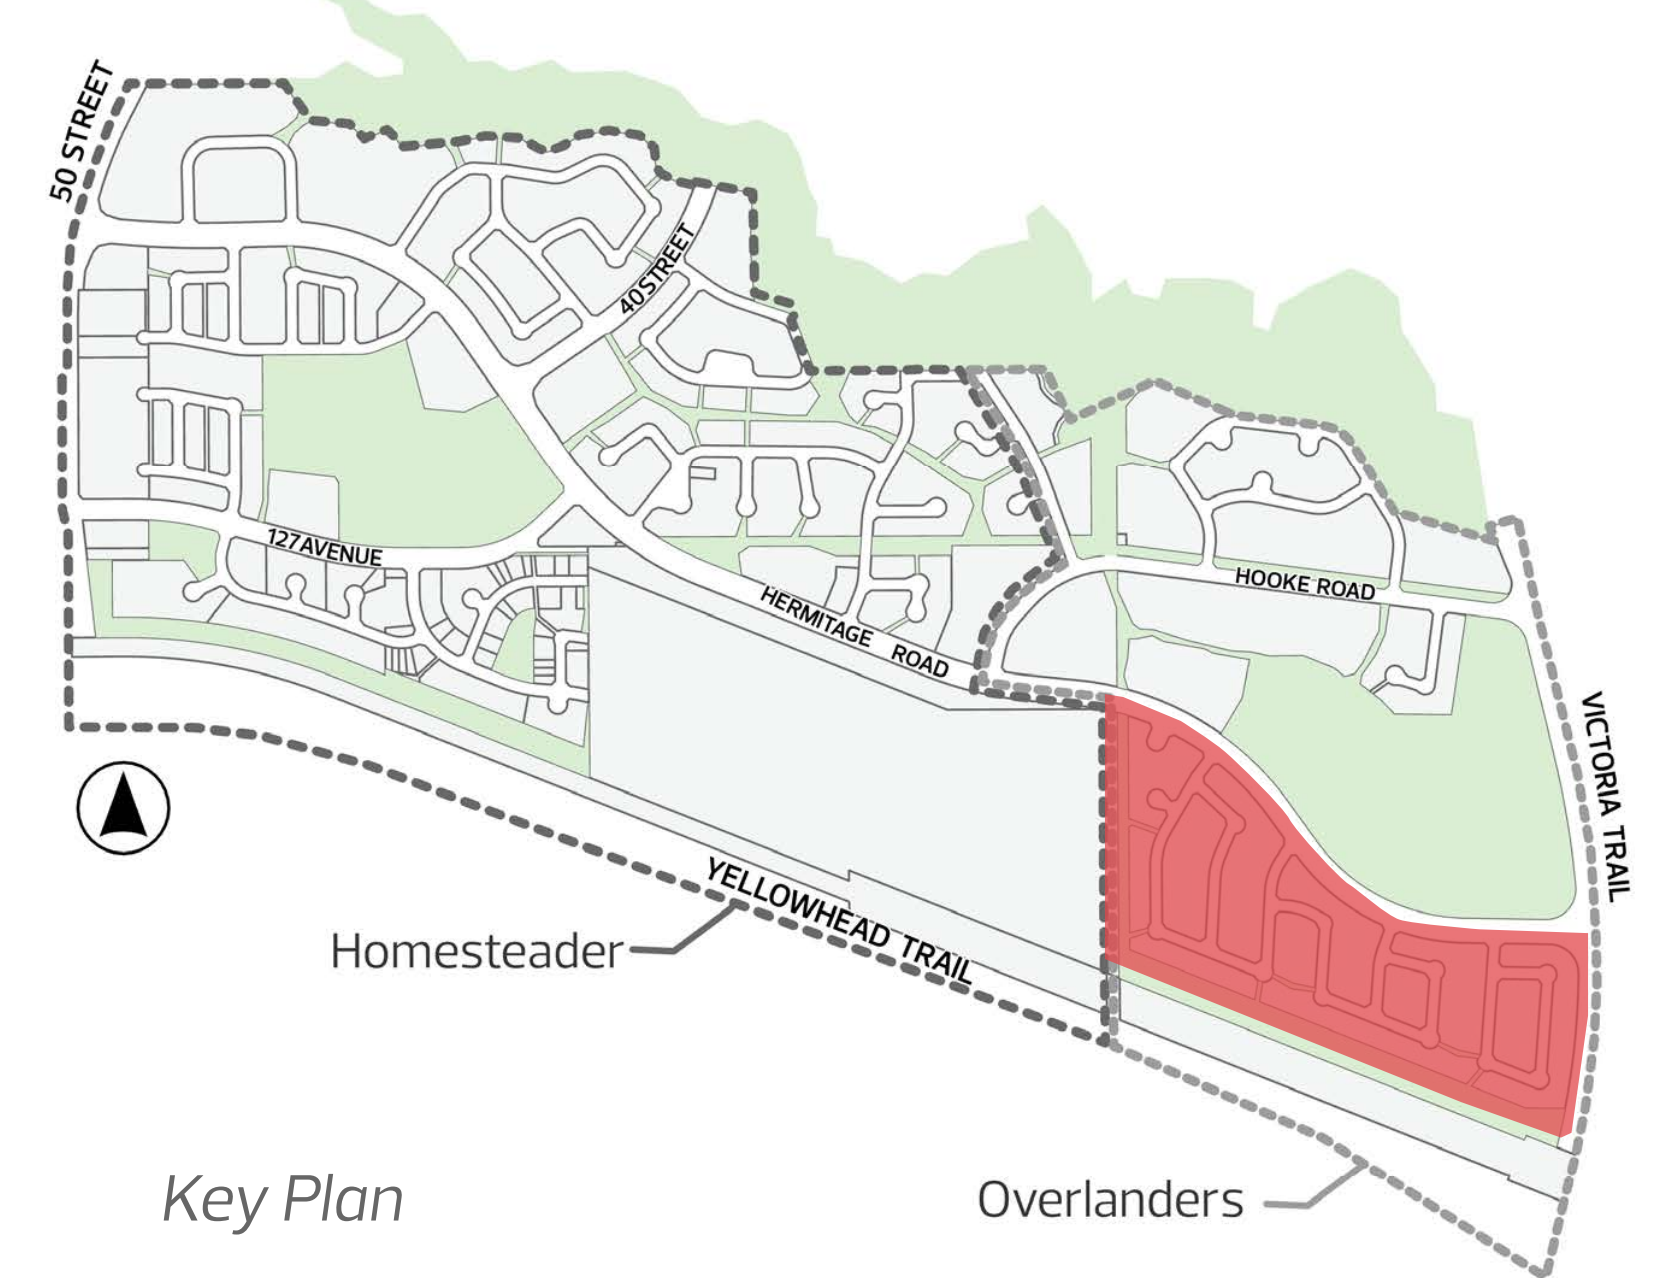 50 STREET
40 STREET
127 AVENUE
HOOKE ROAD
HERMITAGE ROAD
VICTORIA TRAIL
YELLOWHEAD TRAIL
Homesteader
Overlanders
Key Plan